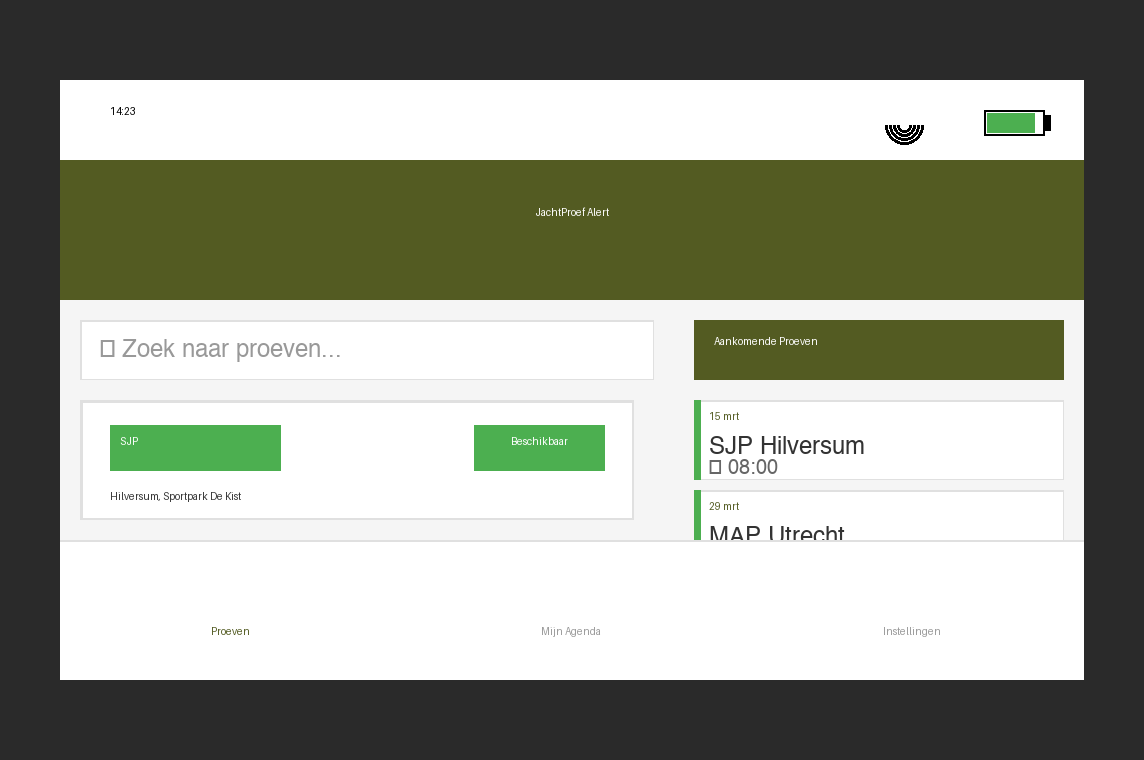 14:23
JachtProef Alert
Zoek naar proeven...
SJP
Beschikbaar
Hilversum, Sportpark De Kist
Aankomende Proeven
15 mrt
SJP Hilversum
08:00
29 mrt
MAP Utrecht
Proeven
Mijn Agenda
Instellingen